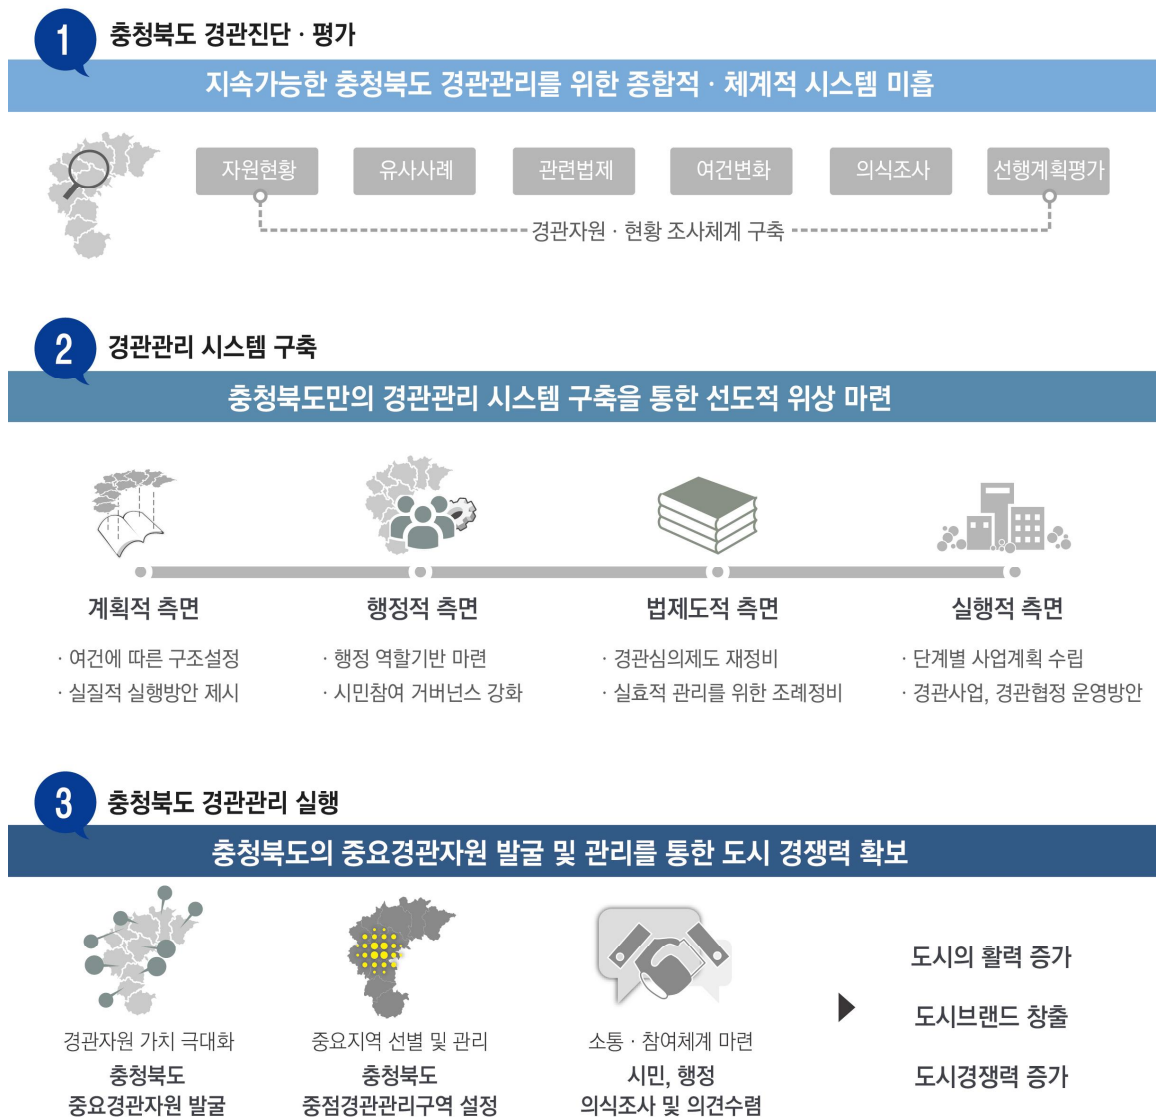 1 충청북도 경관진단 · 평가
지속가능한 충청북도 경관관리를 위한 종합적 · 체계적 시스템 미흡
자원현황 유사사례 관련법제 여건변화 의식조사 선행계획평가
경관자원 · 현황 조사체계 구축
2 경관관리 시스템 구축
충청북도만의 경관관리 시스템 구축을 통한 선도적 위상 마련
계획적 측면
· 여건에 따른 구조설정
· 실질적 실행방안 제시
행정적 측면
· 행정 역할기반 마련
· 시민참여 거버넌스 강화
법제도적 측면
· 경관심의제도 재정비
· 실효적 관리를 위한 조례정비
실행적 측면
· 단계별 사업계획 수립
· 경관사업, 경관협정 운영방안
3 충청북도 경관관리 실행
충청북도의 중요경관자원 발굴 및 관리를 통한 도시 경쟁력 확보
경관자원 가치 극대화
충청북도
중요경관자원 발굴
중요지역 선별 및 관리
충청북도
중점경관관리구역 설정
소통 · 참여체계 마련
시민, 행정
의식조사 및 의견수렴
도시의 활력 증가
도시브랜드 창출
도시경쟁력 증가